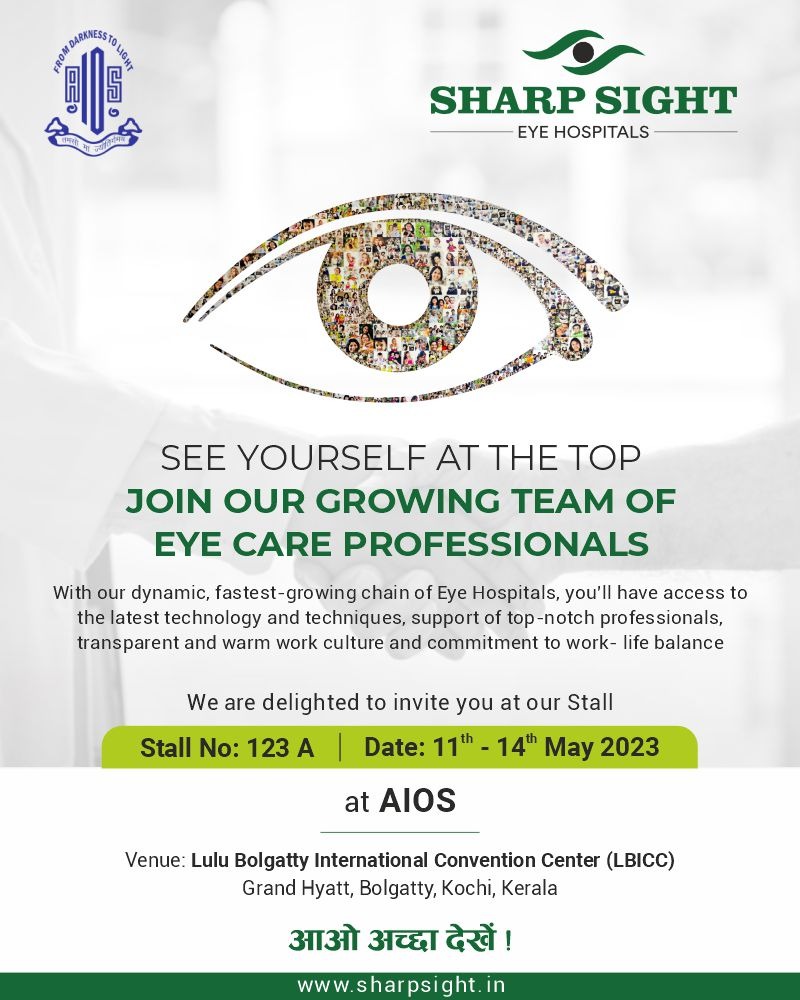 FROM DARKNESS TO LIGHT
AIOS
तमसो मा ज्योतिर्गमय
SHARP SIGHT
EYE HOSPITALS
SEE YOURSELF AT THE TOP
JOIN OUR GROWING TEAM OF
EYE CARE PROFESSIONALS
With our dynamic, fastest-growing chain of Eye Hospitals, you'll have access to
the latest technology and techniques, support of top-notch professionals,
transparent and warm work culture and commitment to work- life balance
We are delighted to invite you at our Stall
Stall No: 123 A | Date: 11th - 14th May 2023
at AIOS
Venue: Lulu Bolgatty International Convention Center (LBICC)
Grand Hyatt, Bolgatty, Kochi, Kerala
आओ अच्छा देखें !
www.sharpsight.in